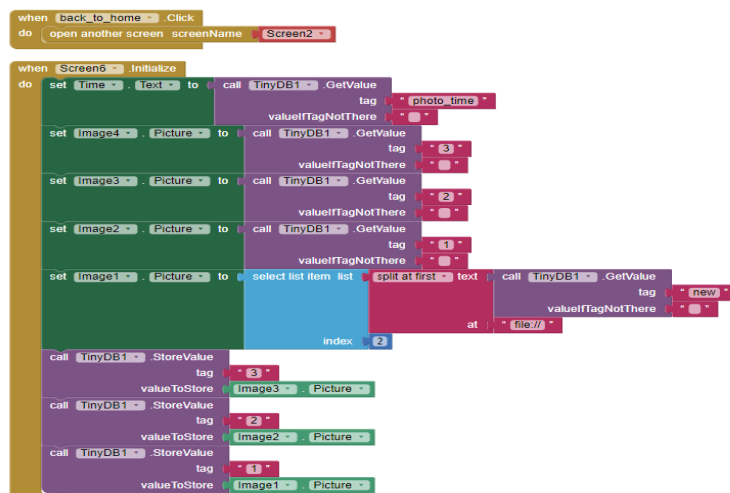 when back_to_home .Click
do open another screen screenName Screen2
when Screen6 .Initialize
do set Time . Text to call TinyDB1 .GetValue
tag " photo_time "
valueIfTagNotThere " "
set Image4 . Picture to call TinyDB1 .GetValue
tag " 3 "
valueIfTagNotThere " "
set Image3 . Picture to call TinyDB1 .GetValue
tag " 2 "
valueIfTagNotThere " "
set Image2 . Picture to call TinyDB1 .GetValue
tag " 1 "
valueIfTagNotThere " "
set Image1 . Picture to select list item list split at first text call TinyDB1 .GetValue
tag " new "
valueIfTagNotThere " "
at " file:// "
index 2
call TinyDB1 .StoreValue
tag " 3 "
valueToStore Image3 . Picture
call TinyDB1 .StoreValue
tag " 2 "
valueToStore Image2 . Picture
call TinyDB1 .StoreValue
tag " 1 "
valueToStore Image1 . Picture